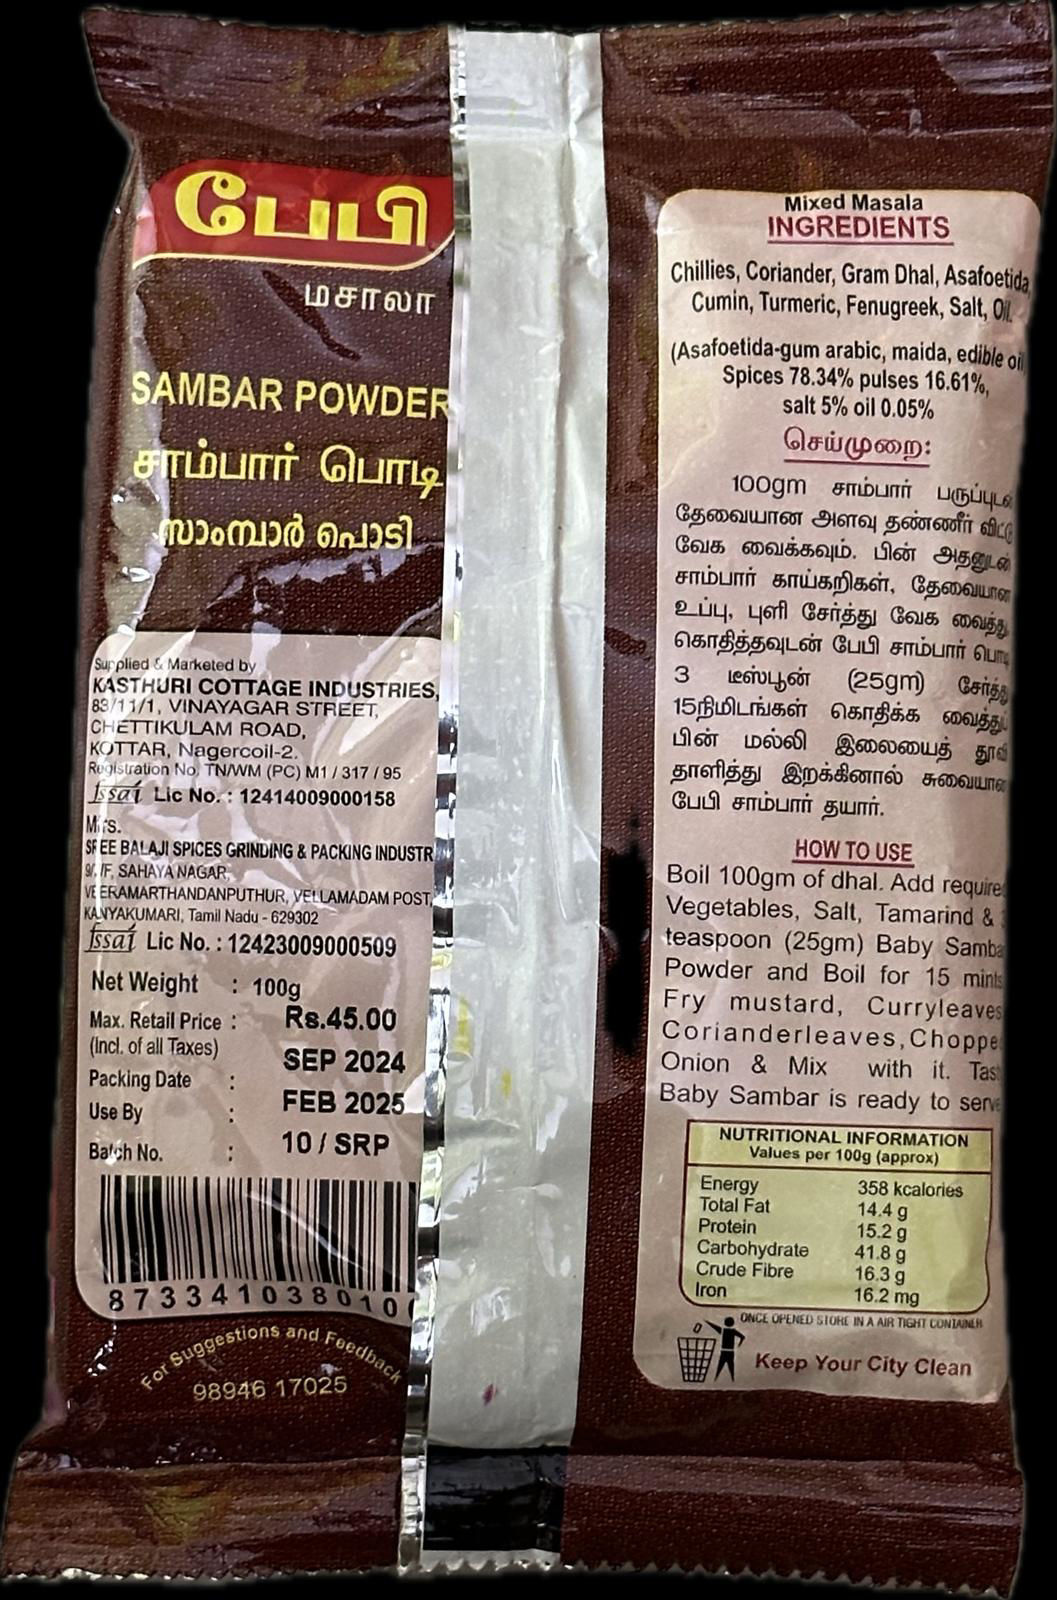 பேபி
மசாலா
SAMBAR POWDER
சாம்பார் பொடி
സാംമ്പാർ പൊടി
Supplied & Marketed by
KASTHURI COTTAGE INDUSTRIES,
83/11/1, VINAYAGAR STREET,
CHETTIKULAM ROAD,
KOTTAR, Nagercoil-2.
Registration No. TN/WM (PC) M1 / 317 / 95
fssai Lic No. : 12414009000158
Mfrs.
SREE BALAJI SPICES GRINDING & PACKING INDUSTR
SAHAYA NAGAR,
VEERAMARTHANDANPUTHUR, VELLAMADAM POST,
KANYAKUMARI, Tamil Nadu - 629302
fssai Lic No. : 12423009000509
Net Weight : 100g
Max. Retail Price : Rs.45.00
(Incl. of all Taxes)
Packing Date : SEP 2024
Use By : FEB 2025
Batch No. : 10 / SRP
873341038010
For Suggestions and Feedback
98946 17025
Mixed Masala
INGREDIENTS
Chillies, Coriander, Gram Dhal, Asafoetida,
Cumin, Turmeric, Fenugreek, Salt, Oil.
(Asafoetida-gum arabic, maida, edible oil
Spices 78.34% pulses 16.61%,
salt 5% oil 0.05%
செய்முறை:
100gm சாம்பார் பருப்புடன்
தேவையான அளவு தண்ணீர் விட்டு
வேக வைக்கவும். பின் அதனுடன்
சாம்பார் காய்கறிகள், தேவையான
உப்பு, புளி சேர்த்து வேக வைத்து
கொதித்தவுடன் பேபி சாம்பார் பொடி
3 டீஸ்பூன் (25gm) சேர்த்து
15நிமிடங்கள் கொதிக்க வைத்துப்
பின் மல்லி இலையைத் தூவி
தாளித்து இறக்கினால் சுவையான
பேபி சாம்பார் தயார்.
HOW TO USE
Boil 100gm of dhal. Add require
Vegetables, Salt, Tamarind &
teaspoon (25gm) Baby Samba
Powder and Boil for 15 mints
Fry mustard, Curryleaves
Corianderleaves, Choppe
Onion & Mix with it. Tas
Baby Sambar is ready to serve
NUTRITIONAL INFORMATION
Values per 100g (approx)
Energy 358 kcalories
Total Fat 14.4 g
Protein 15.2 g
Carbohydrate 41.8 g
Crude Fibre 16.3 g
Iron 16.2 mg
ONCE OPENED STORE IN A AIR TIGHT CONTAINER
Keep Your City Clean